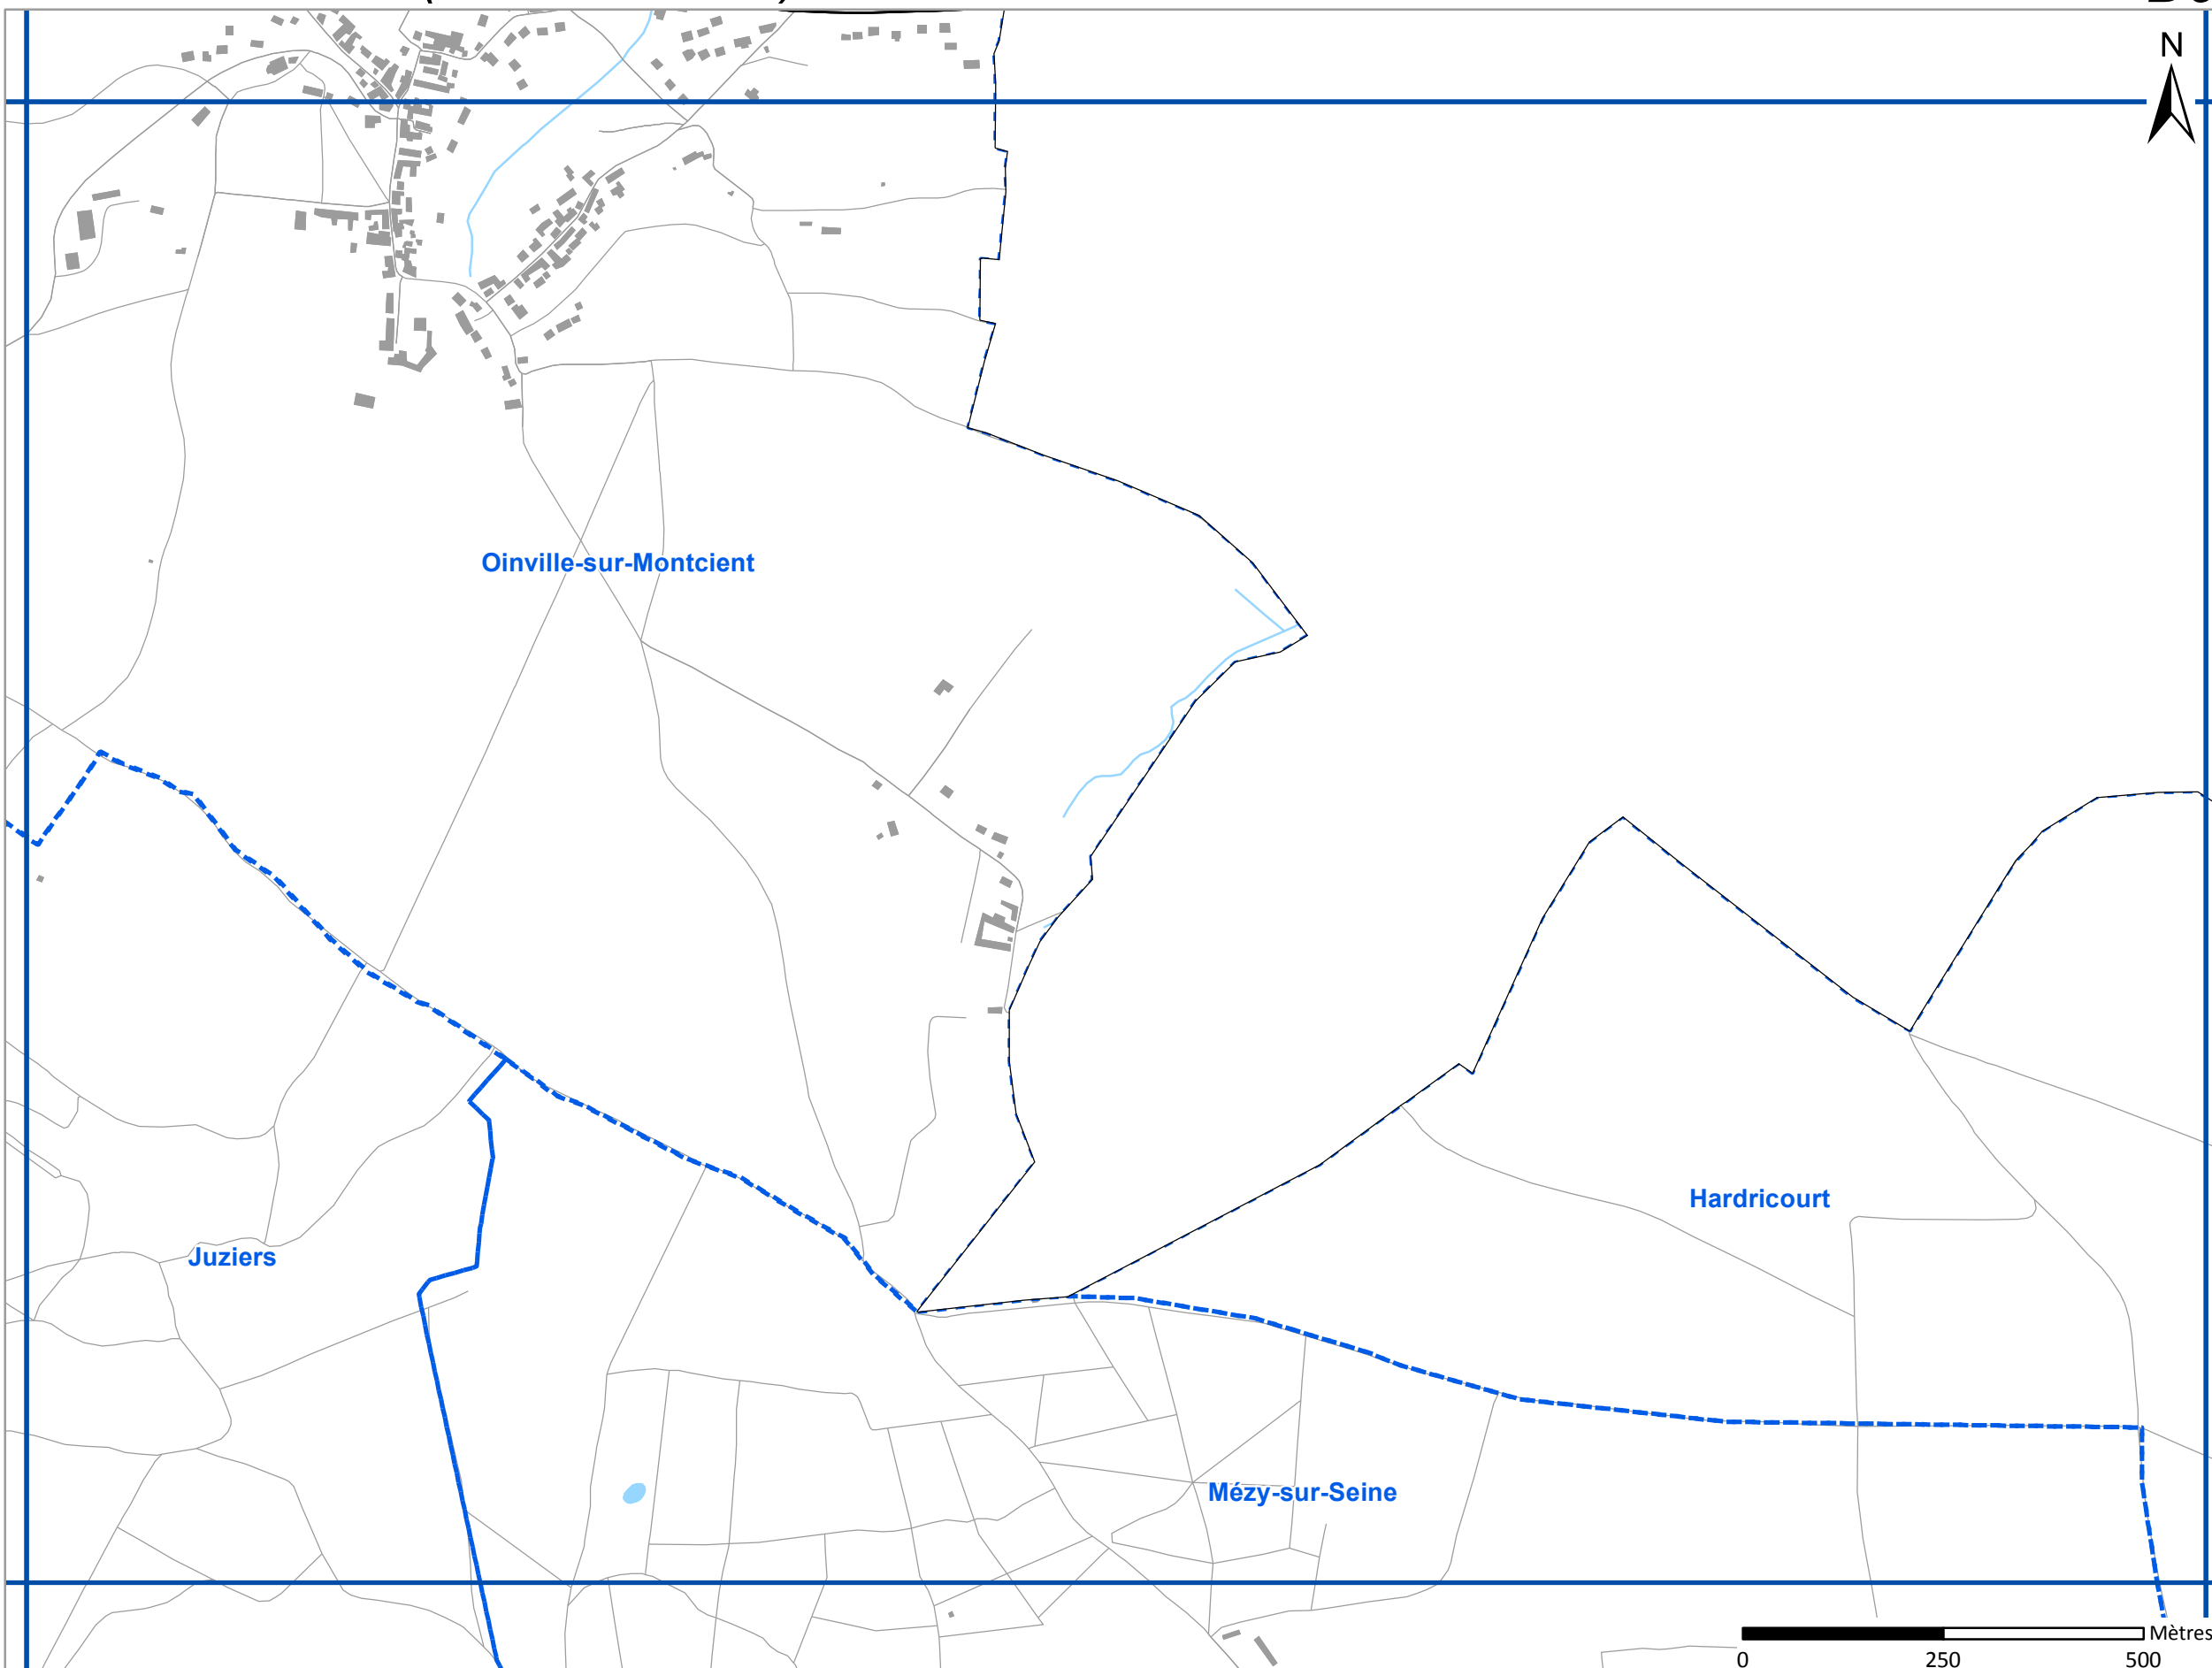 N
Oinville-sur-Montcient
Hardricourt
Juziers
Mézy-sur-Seine
Mètres
0 250 500